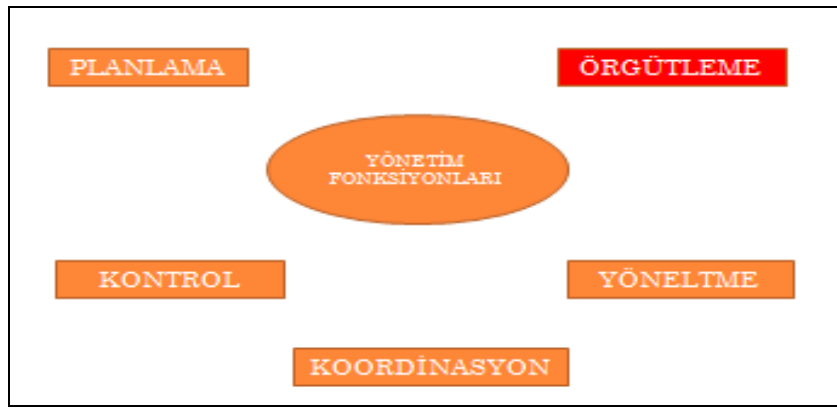 PLANLAMA
ÖRGÜTLEME
YÖNETİM
FONKSİYONLARI
KONTROL
YÖNELTME
KOORDİNASYON